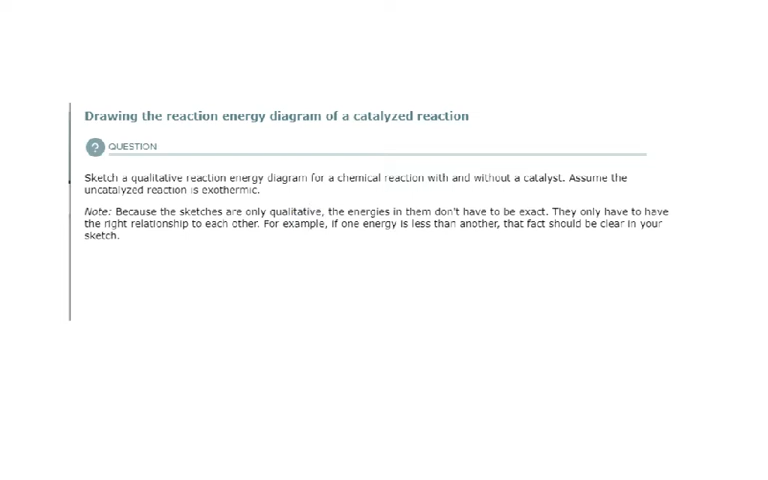 Drawing the reaction energy diagram of a catalyzed reaction
? QUESTION
Sketch a qualitative reaction energy diagram for a chemical reaction with and without a catalyst. Assume the
uncatalyzed reaction is exothermic.
Note: Because the sketches are only qualitative, the energies in them don't have to be exact. They only have to have
the right relationship to each other. For example, if one energy is less than another, that fact should be clear in your
sketch.